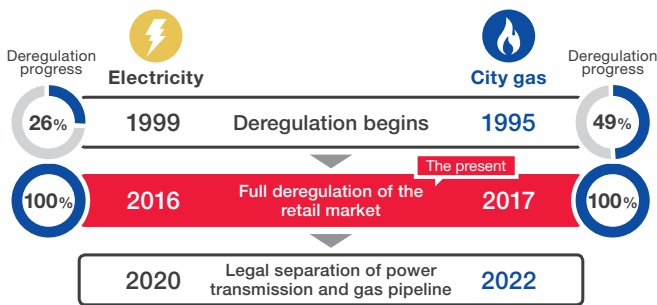 Deregulation
progress
Electricity
City gas
Deregulation
progress
26%
1999
Deregulation begins
1995
49%
The present
100%
2016
Full deregulation of the
retail market
2017
100%
2020
Legal separation of power
transmission and gas pipeline
2022